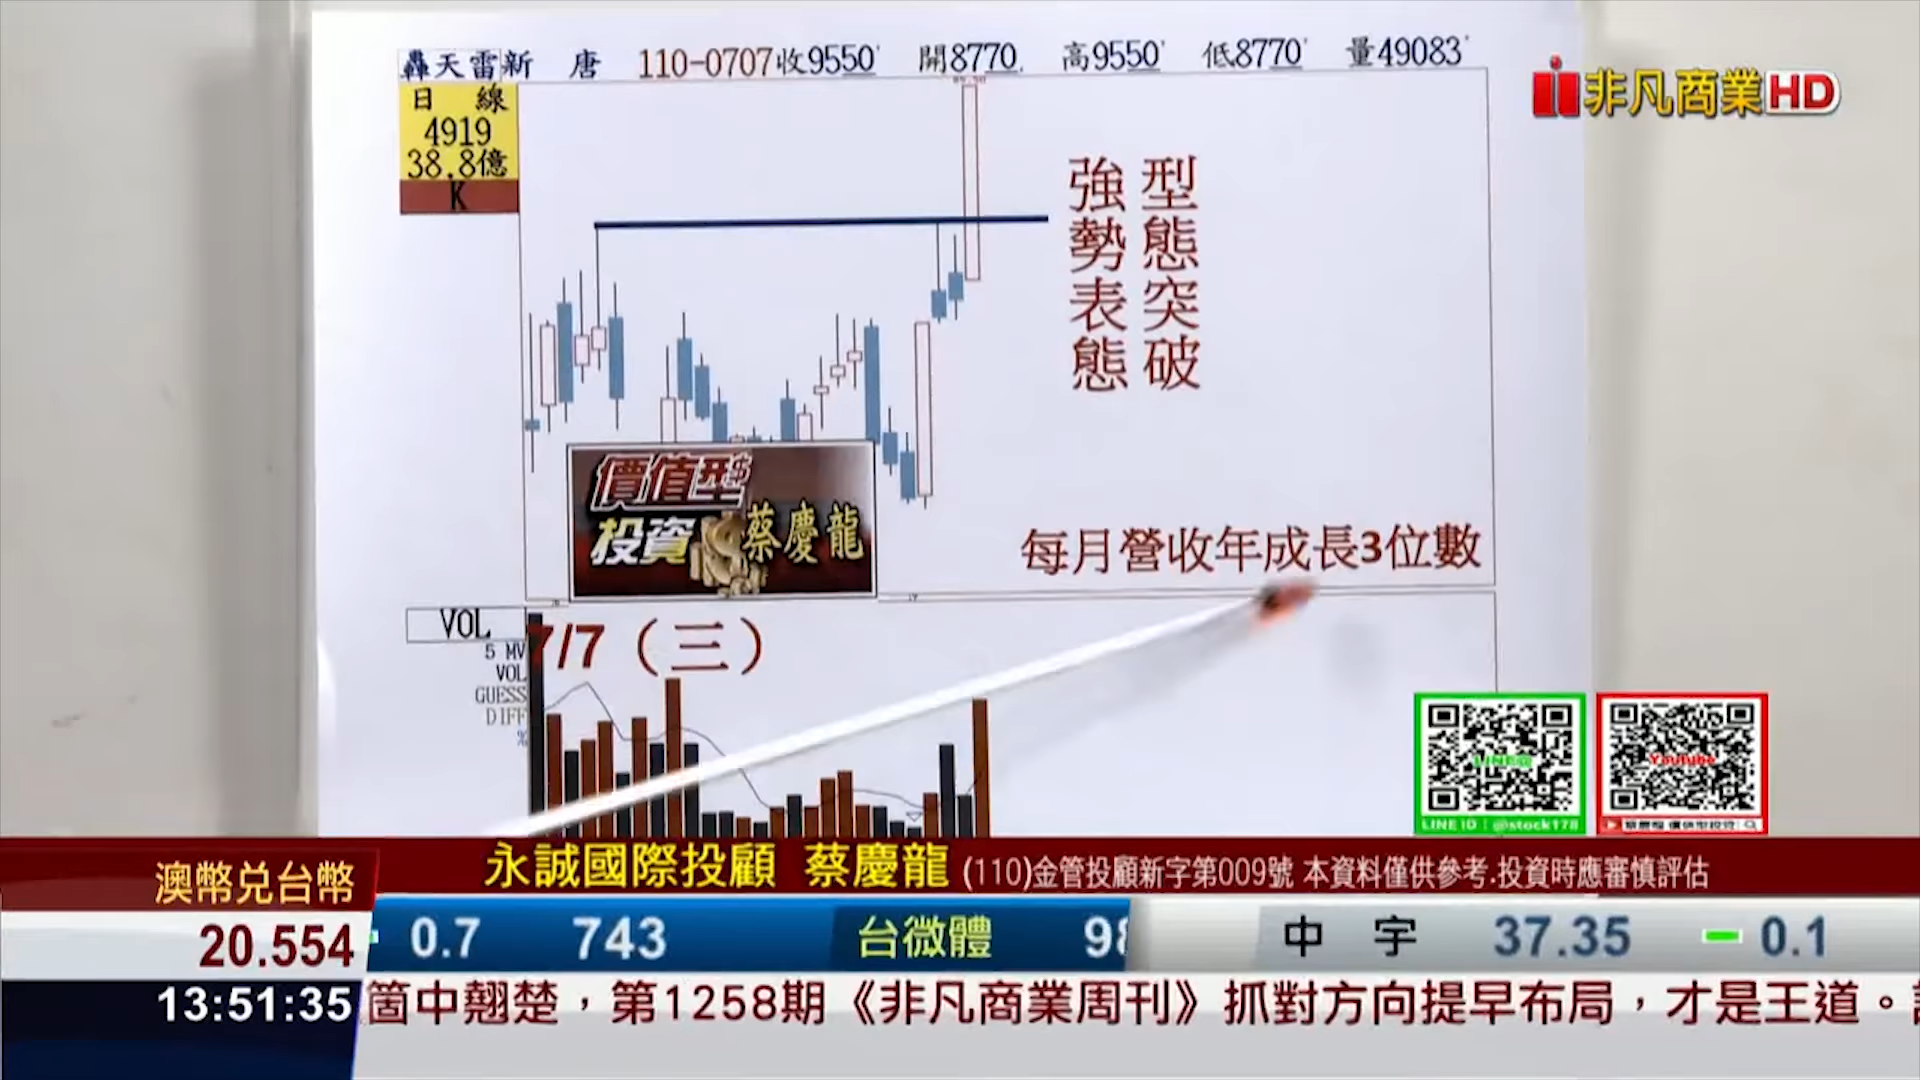 轟天雷新 唐 110-0707收9550 開8770 高9550 低8770 量49083
日 線
4919
38.8億
K
非凡商業HD
型態突破
強勢表態
價值型
投資
蔡慶龍
每月營收年成長3位數
VOL
5 MV
VOL
GUESS
DIFF
%
7/7（三）
LINE@
LINE ID | @stock178
YouTube
永誠國際投顧 蔡慶龍 (110)金管投顧新字第009號 本資料僅供參考.投資時應審慎評估
澳幣兌台幣
20.554
0.7 743 台微體 98
中 宇 37.35 0.1
13:51:35
箇中翹楚，第1258期《非凡商業周刊》抓對方向提早布局，才是王道。